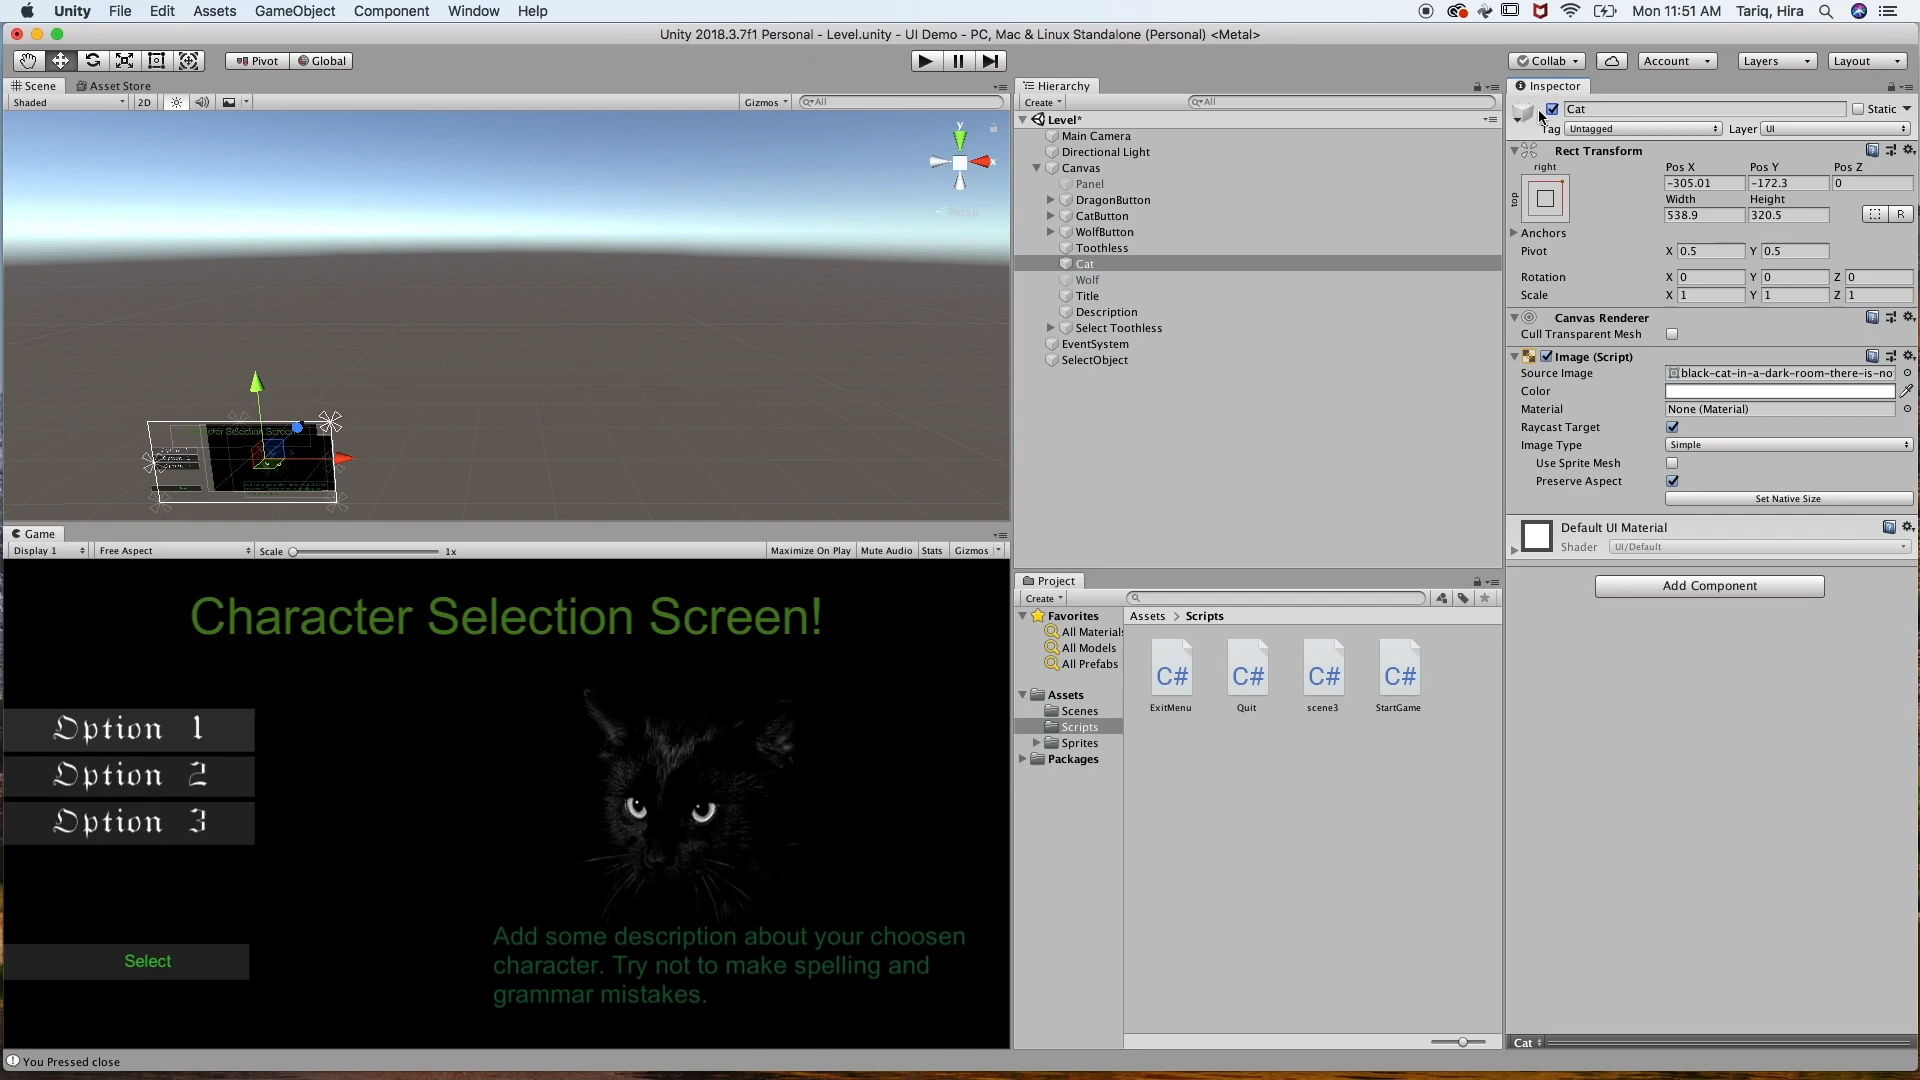 Unity File Edit Assets GameObject Component Window Help Mon 11:51 AM Tariq, Hira
Unity 2018.3.7f1 Personal - Level.unity - UI Demo - PC, Mac & Linux Standalone (Personal) <Metal>
Pivot Global Collab Account Layers Layout
Scene Asset Store
Shaded 2D Gizmos All
y
x
Persp
Game
Display 1 Free Aspect Scale 1x Maximize On Play Mute Audio Stats Gizmos
Character Selection Screen!
Option 1
Option 2
Option 3
Select
Add some description about your choosen
character. Try not to make spelling and
grammar mistakes.
You Pressed close
Hierarchy
Create All
Level*
Main Camera
Directional Light
Canvas
Panel
DragonButton
CatButton
WolfButton
Toothless
Cat
Wolf
Title
Description
Select Toothless
EventSystem
SelectObject
Project
Create
Favorites
All Materials
All Models
All Prefabs
Assets
Scenes
Scripts
Sprites
Packages
Assets > Scripts
C# C# C# C#
ExitMenu Quit scene3 StartGame
Inspector
Cat Static
Tag Untagged Layer UI
Rect Transform
right Pos X Pos Y Pos Z
top -305.01 -172.3 0
Width Height
538.9 320.5 R
Anchors
Pivot X 0.5 Y 0.5
Rotation X 0 Y 0 Z 0
Scale X 1 Y 1 Z 1
Canvas Renderer
Cull Transparent Mesh
Image (Script)
Source Image black-cat-in-a-dark-room-there-is-no
Color
Material None (Material)
Raycast Target
Image Type Simple
Use Sprite Mesh
Preserve Aspect
Set Native Size
Default UI Material
Shader UI/Default
Add Component
Cat